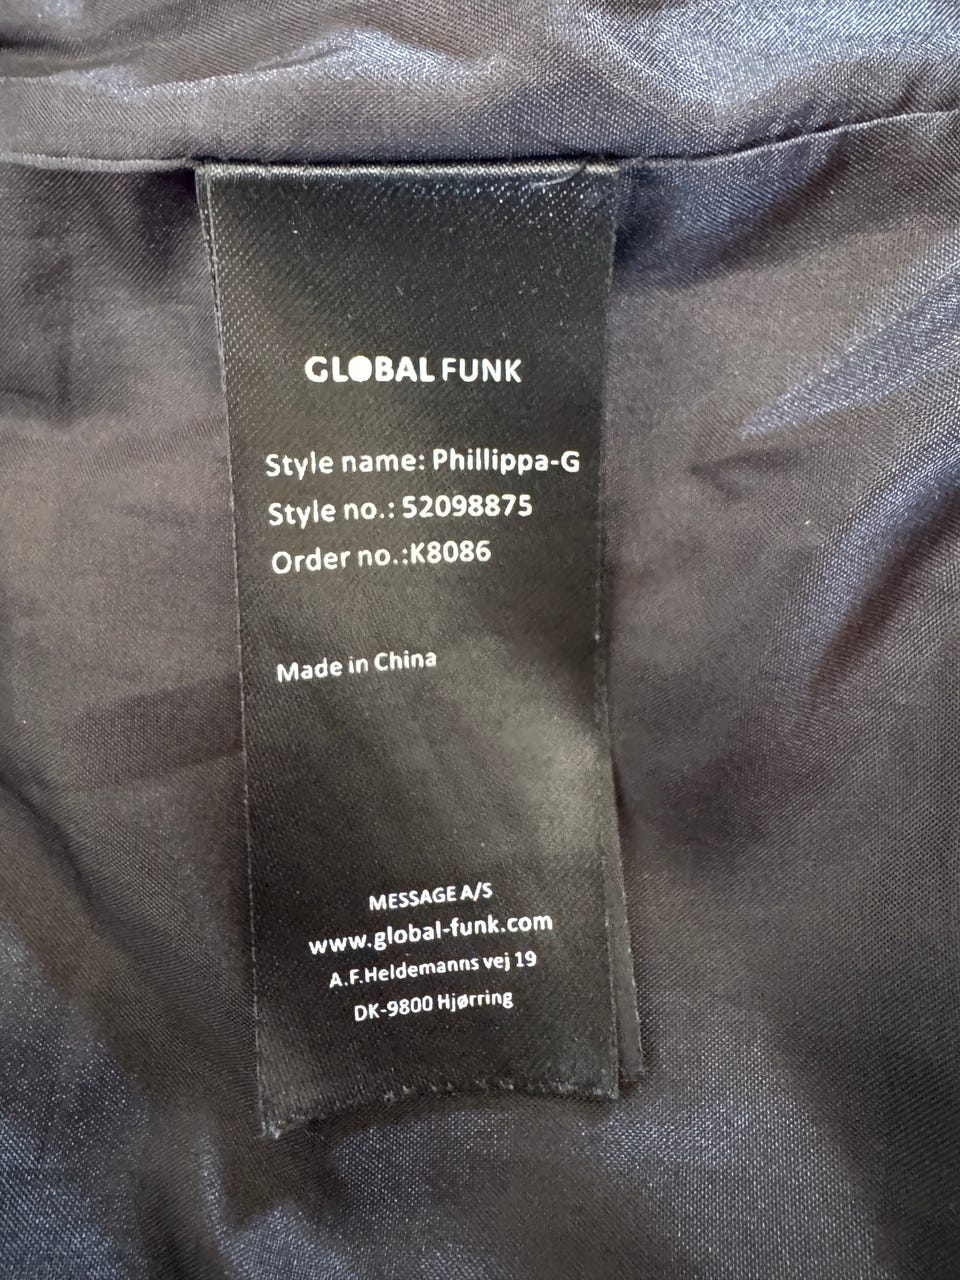 GLOBAL FUNK
Style name: Phillippa-G
Style no.: 52098875
Order no.:K8086
Made in China
MESSAGE A/S
www.global-funk.com
A.F.Heldemanns vej 19
DK-9800 Hjørring